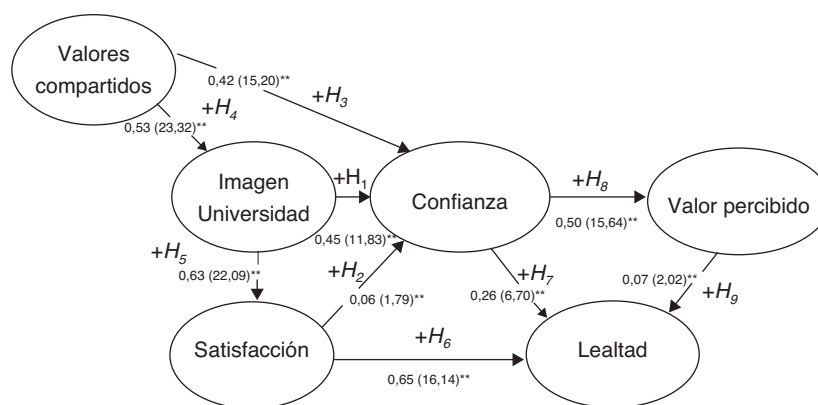 Valores
compartidos
0,42 (15,20)**
+H3
+H4
0,53 (23,32)**
Imagen
Universidad
+H1
Confianza
+H8
Valor percibido
0,45 (11,83)**
0,50 (15,64)**
+H5
0,63 (22,09)**
+H2
0,06 (1,79)**
+H7
0,26 (6,70)**
0,07 (2,02)**
+H9
Satisfacción
+H6
0,65 (16,14)**
Lealtad